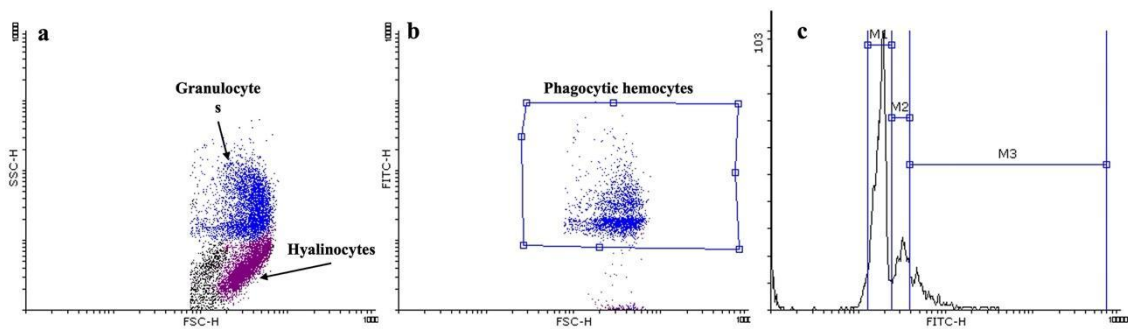 a
SSC-H
Granulocyte
s
Hyalinocytes
FSC-H
b
FITC-H
Phagocytic hemocytes
FSC-H
c
103
M1
M2
M3
FITC-H